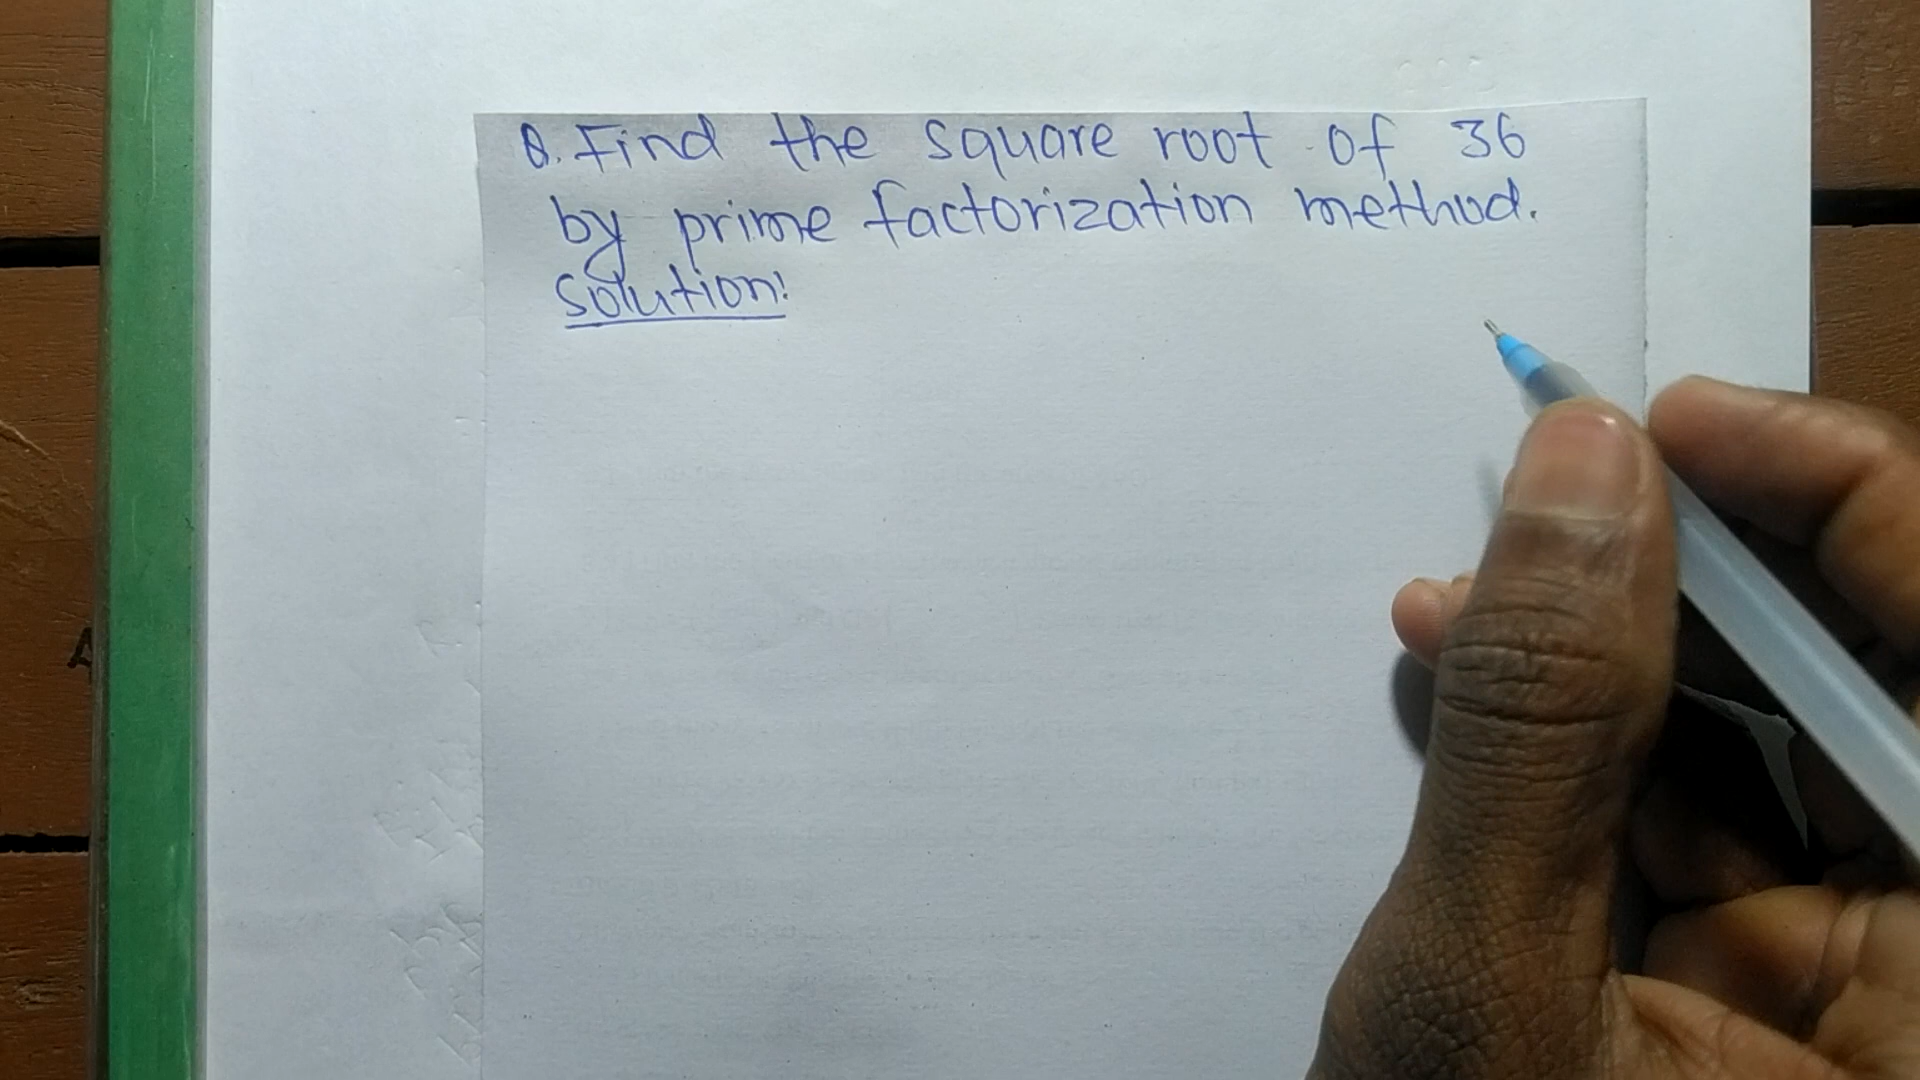 Q. Find the square root of 36
by prime factorization method.
Solution: